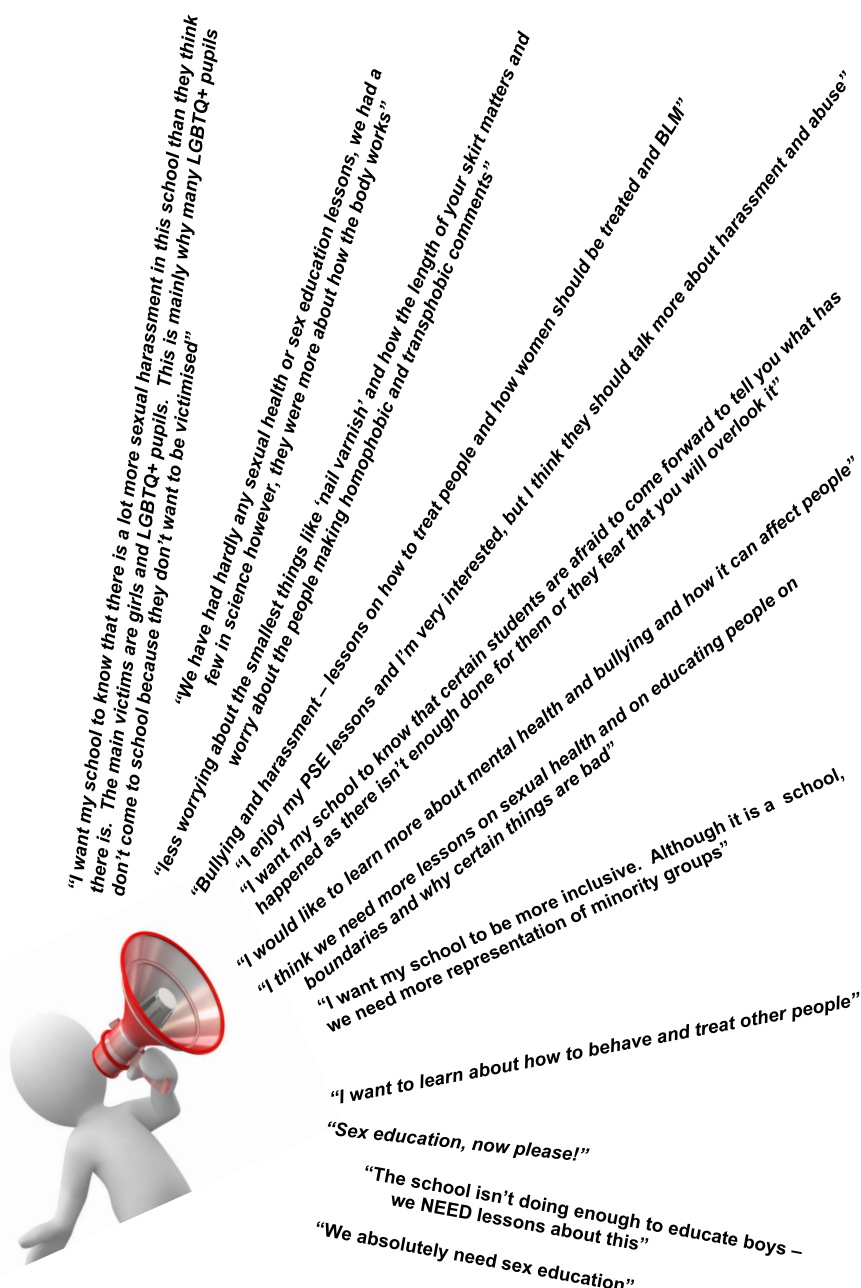 “I want my school to know that there is a lot more sexual harassment in this school than they think
there is.  The main victims are girls and LGBTQ+ pupils.  This is mainly why many LGBTQ+ pupils
don’t come to school because they don’t want to be victimised”
“We have had hardly any sexual health or sex education lessons, we had a
few in science however, they were more about how the body works”
“less worrying about the smallest things like ‘nail varnish’ and how the length of your skirt matters and
worry about the people making homophobic and transphobic comments”
“Bullying and harassment – lessons on how to treat people and how women should be treated and BLM”
“I enjoy my PSE lessons and I’m very interested, but I think they should talk more about harassment and abuse”
“I want my school to know that certain students are afraid to come forward to tell you what has
happened as there isn’t enough done for them or they fear that you will overlook it”
“I would like to learn more about mental health and bullying and how it can affect people”
“I think we need more lessons on sexual health and on educating people on
boundaries and why certain things are bad”
“I want my school to be more inclusive.  Although it is a  school,
we need more representation of minority groups”
“I want to learn about how to behave and treat other people”
“Sex education, now please!”
“The school isn’t doing enough to educate boys –
we NEED lessons about this”
“We absolutely need sex education”